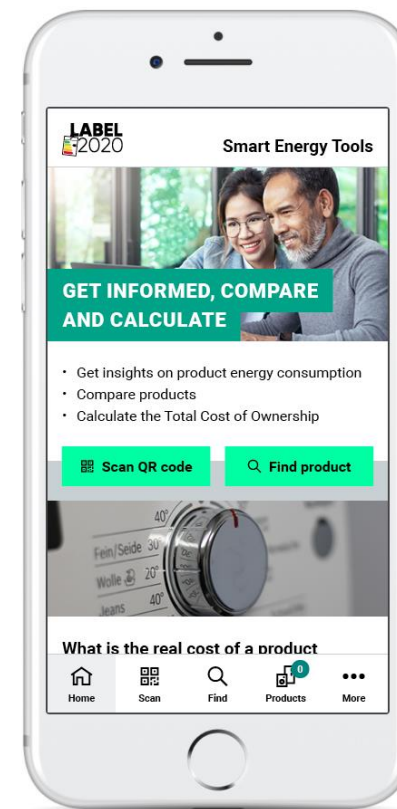 LABEL
2020
Smart Energy Tools
GET INFORMED, COMPARE
AND CALCULATE
• Get insights on product energy consumption
• Compare products
• Calculate the Total Cost of Ownership
Scan QR code
Find product
40°
Fein/Seide 30°
Wolle 20°
Jeans 40°
What is the real cost of a product
0
Home
Scan
Find
Products
More